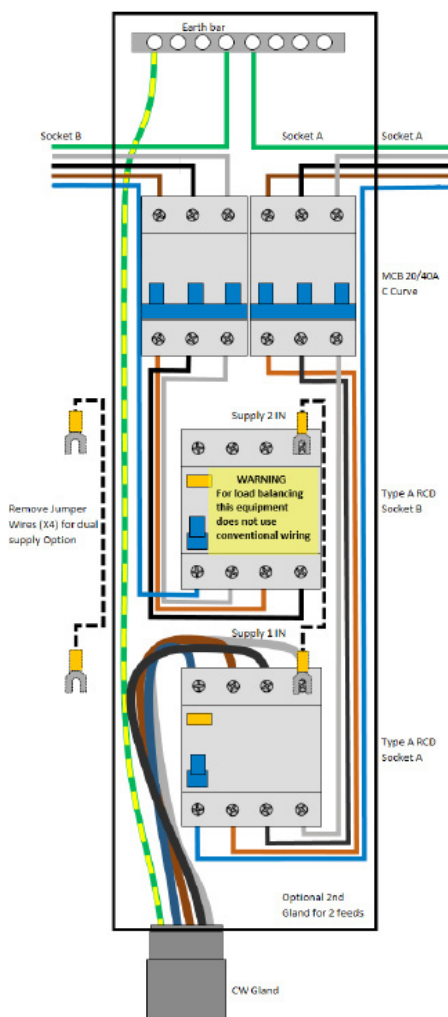 Earth bar
Socket B
Socket A
Socket A
MCB 20/40A
C Curve
Supply 2 IN
WARNING
For load balancing
this equipment
does not use
conventional wiring
Type A RCD
Socket B
Remove Jumper
Wires (X4) for dual
supply Option
Supply 1 IN
Type A RCD
Socket A
Optional 2nd
Gland for 2 feeds
CW Gland